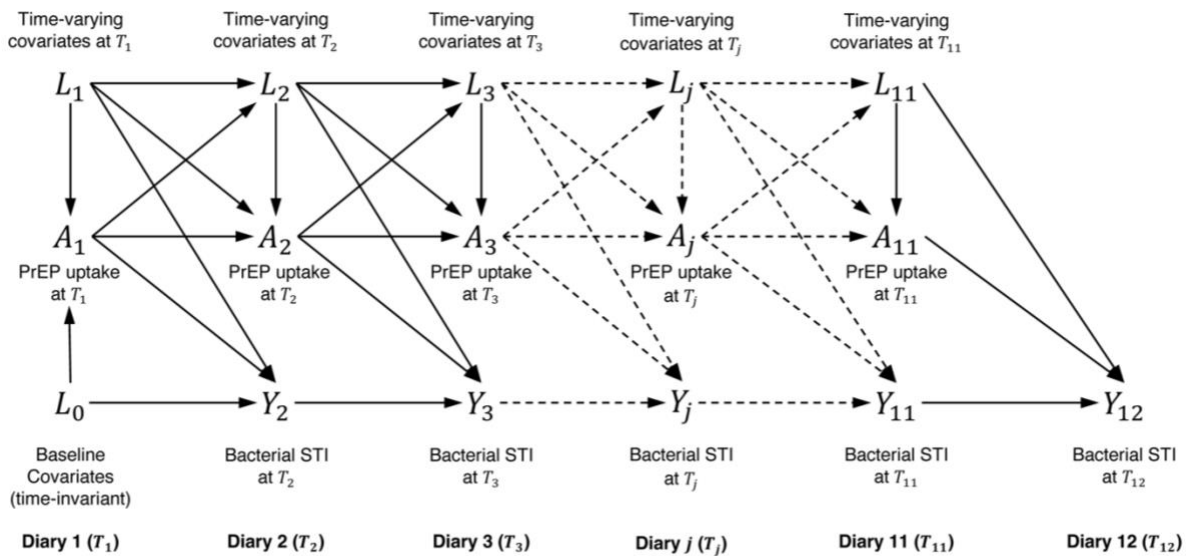 Time-varying
covariates at T₁
Time-varying
covariates at T₂
Time-varying
covariates at T₃
Time-varying
covariates at Tⱼ
Time-varying
covariates at T₁₁
L₁
L₂
L₃
Lⱼ
L₁₁
A₁
A₂
A₃
Aⱼ
A₁₁
PrEP uptake
at T₁
PrEP uptake
at T₂
PrEP uptake
at T₃
PrEP uptake
at Tⱼ
PrEP uptake
at T₁₁
L₀
Y₂
Y₃
Yⱼ
Y₁₁
Y₁₂
Baseline
Covariates
(time-invariant)
Bacterial STI
at T₂
Bacterial STI
at T₃
Bacterial STI
at Tⱼ
Bacterial STI
at T₁₁
Bacterial STI
at T₁₂
Diary 1 (T₁)
Diary 2 (T₂)
Diary 3 (T₃)
Diary j (Tⱼ)
Diary 11 (T₁₁)
Diary 12 (T₁₂)